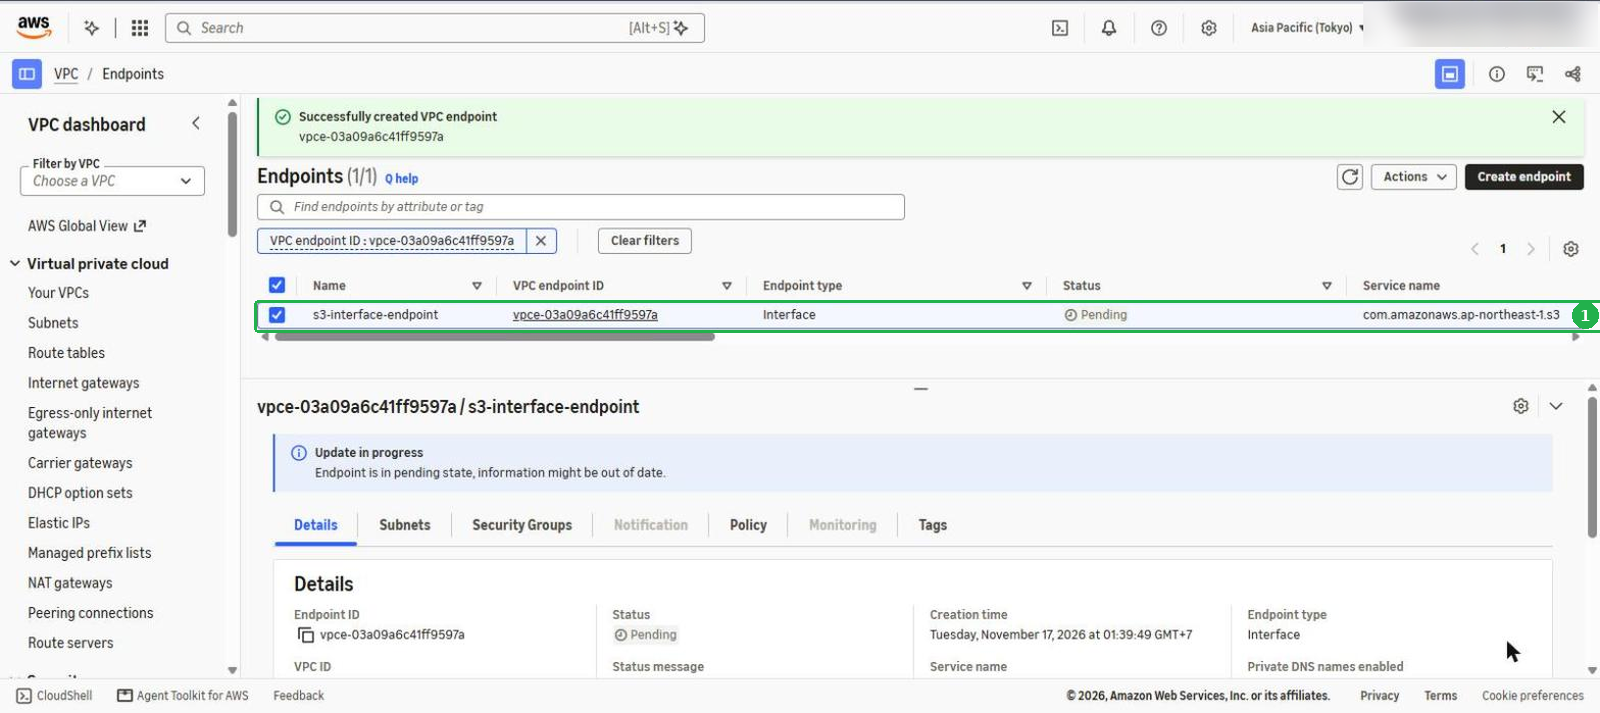 aws
Search
[Alt+S]
Asia Pacific (Tokyo)
VPC / Endpoints
VPC dashboard
Filter by VPC
Choose a VPC
AWS Global View
Virtual private cloud
Your VPCs
Subnets
Route tables
Internet gateways
Egress-only internet
gateways
Carrier gateways
DHCP option sets
Elastic IPs
Managed prefix lists
NAT gateways
Peering connections
Route servers
Successfully created VPC endpoint
vpce-03a09a6c41ff9597a
Endpoints (1/1) Q help
Actions
Create endpoint
Find endpoints by attribute or tag
VPC endpoint ID : vpce-03a09a6c41ff9597a
Clear filters
1
Name VPC endpoint ID Endpoint type Status Service name
s3-interface-endpoint vpce-03a09a6c41ff9597a Interface Pending com.amazonaws.ap-northeast-1.s3 1
vpce-03a09a6c41ff9597a / s3-interface-endpoint
Update in progress
Endpoint is in pending state, information might be out of date.
Details Subnets Security Groups Notification Policy Monitoring Tags
Details
Endpoint ID Status Creation time Endpoint type
vpce-03a09a6c41ff9597a Pending Tuesday, November 17, 2026 at 01:39:49 GMT+7 Interface
VPC ID Status message Service name Private DNS names enabled
CloudShell Agent Toolkit for AWS Feedback © 2026, Amazon Web Services, Inc. or its affiliates. Privacy Terms Cookie preferences